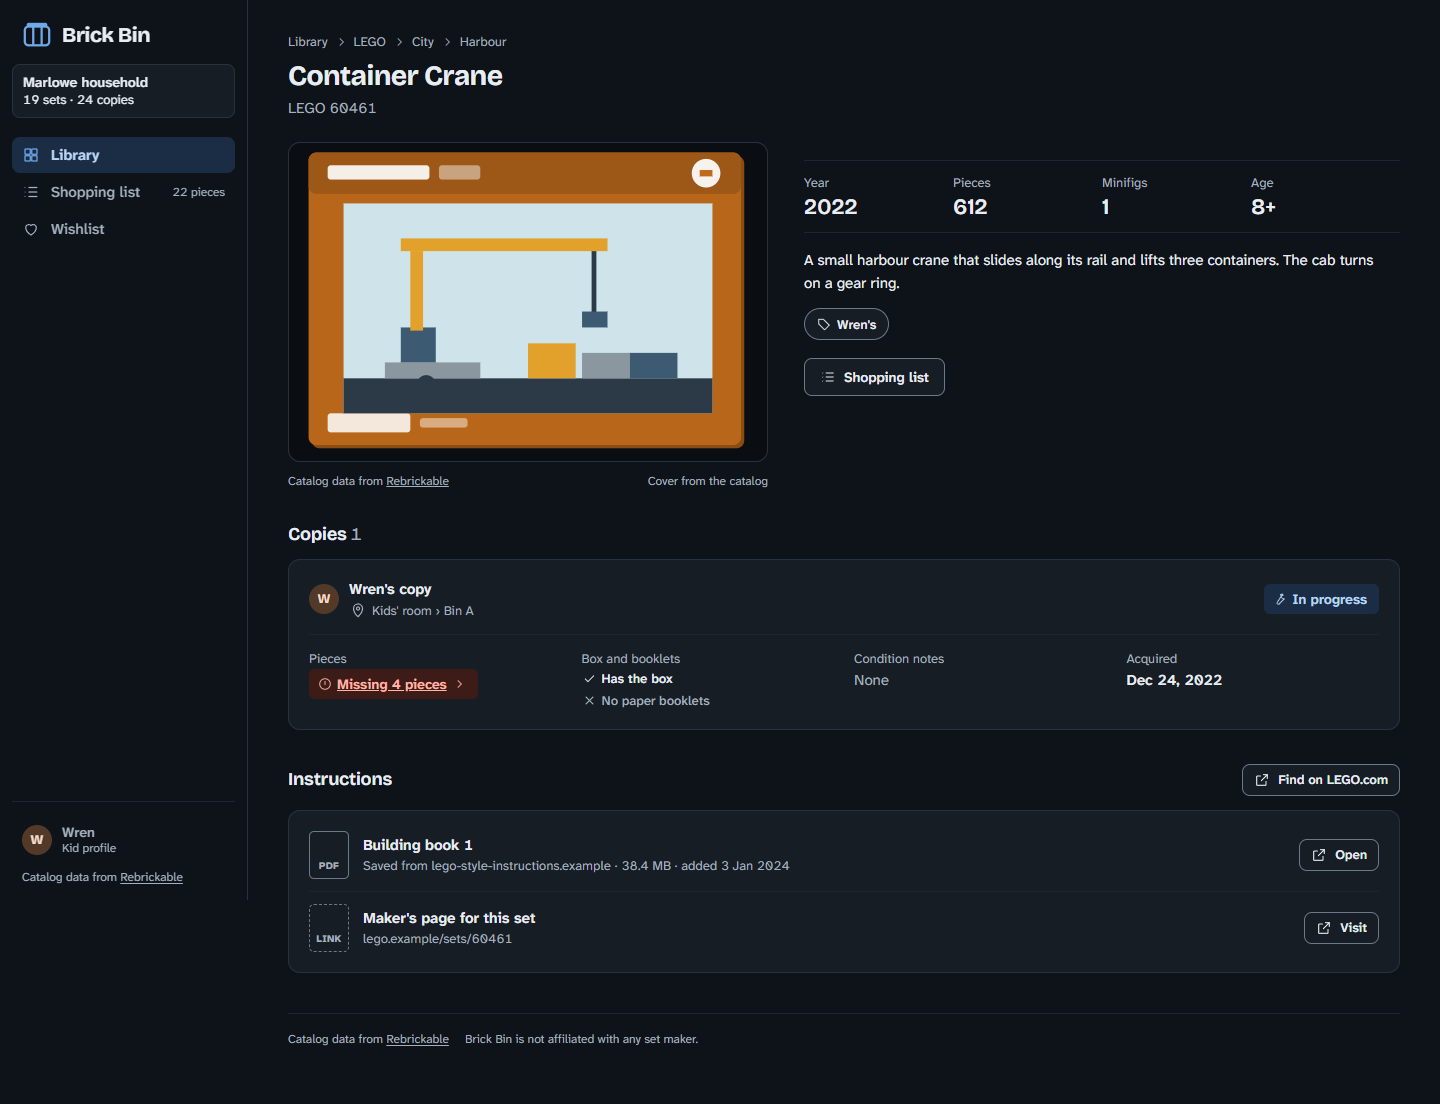 Brick Bin
Marlowe household
19 sets · 24 copies
Library
Shopping list 22 pieces
Wishlist
Library > LEGO > City > Harbour
Container Crane
LEGO 60461
Year Pieces Minifigs Age
2022 612 1 8+
A small harbour crane that slides along its rail and lifts three containers. The cab turns
on a gear ring.
Wren's
Shopping list
Catalog data from Rebrickable
Cover from the catalog
Copies 1
W
Wren's copy
Kids' room › Bin A
In progress
Pieces
Missing 4 pieces
Box and booklets
Has the box
No paper booklets
Condition notes
None
Acquired
Dec 24, 2022
Instructions
Find on LEGO.com
PDF
Building book 1
Saved from lego-style-instructions.example · 38.4 MB · added 3 Jan 2024
Open
LINK
Maker's page for this set
lego.example/sets/60461
Visit
W
Wren
Kid profile
Catalog data from Rebrickable
Catalog data from Rebrickable Brick Bin is not affiliated with any set maker.